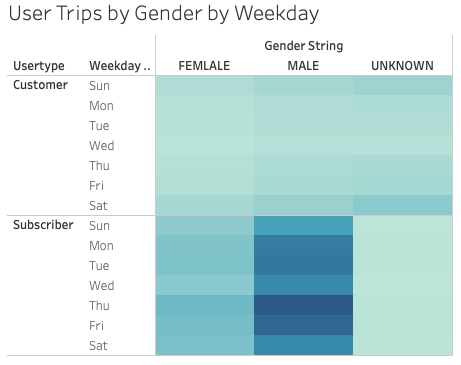 User Trips by Gender by Weekday
Gender String
Usertype Weekday .. FEMLALE MALE UNKNOWN
Customer Sun
Mon
Tue
Wed
Thu
Fri
Sat
Subscriber Sun
Mon
Tue
Wed
Thu
Fri
Sat